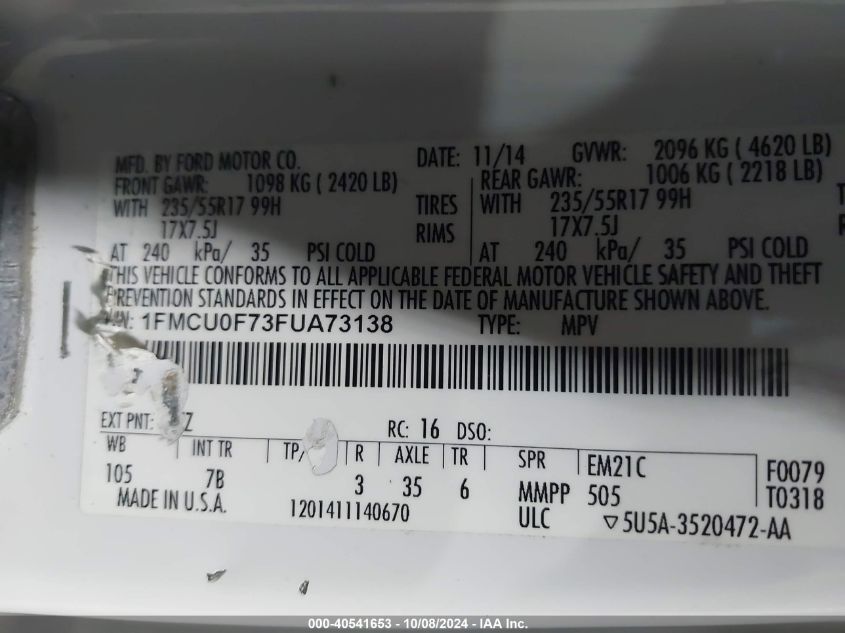 MFD. BY FORD MOTOR CO. DATE: 11/14 GVWR: 2096 KG ( 4620 LB)
FRONT GAWR: 1098 KG ( 2420 LB) REAR GAWR: 1006 KG ( 2218 LB)
WITH 235/55R17 99H TIRES WITH 235/55R17 99H
17X7.5J RIMS 17X7.5J
AT 240 kPa/ 35 PSI COLD AT 240 kPa/ 35 PSI COLD
THIS VEHICLE CONFORMS TO ALL APPLICABLE FEDERAL MOTOR VEHICLE SAFETY AND THEFT
PREVENTION STANDARDS IN EFFECT ON THE DATE OF MANUFACTURE SHOWN ABOVE.
VIN: 1FMCU0F73FUA73138 TYPE: MPV
EXT PNT: Z RC: 16 DSO:
WB INT TR TP/ R AXLE TR SPR EM21C F0079
105 7B 3 35 6 MMPP 505 T0318
MADE IN U.S.A. 1201411140670 ULC ▽5U5A-3520472-AA
000-40541653 - 10/08/2024 - IAA Inc.